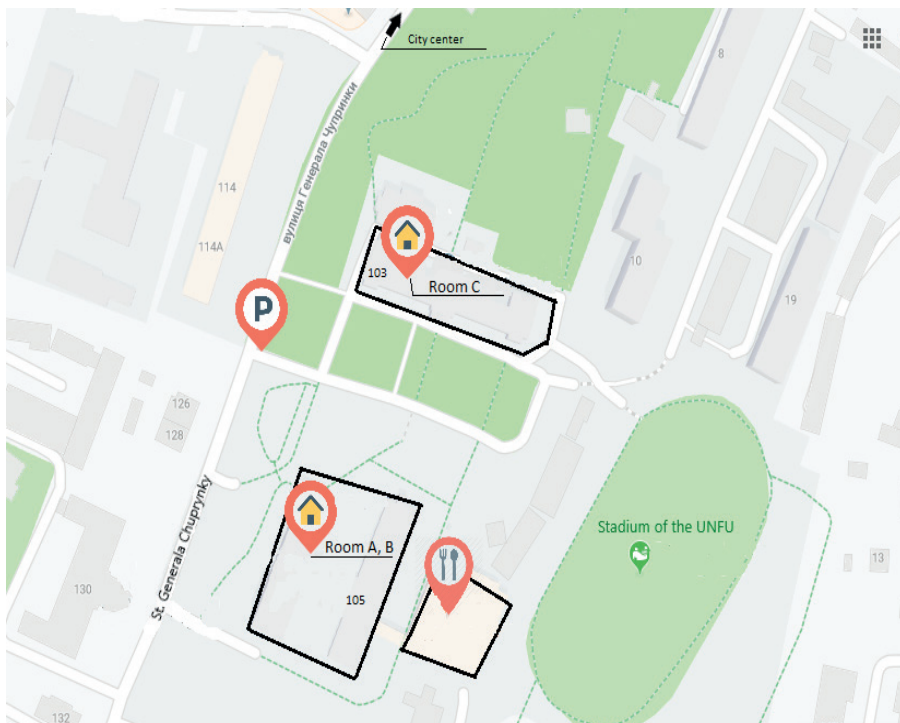 City center
8
вулиця Генерала Чупринки
114
114A
103
Room C
10
19
P
126
128
St. Generala Chuprynky
Stadium of the UNFU
Room A, B
13
130
105
132